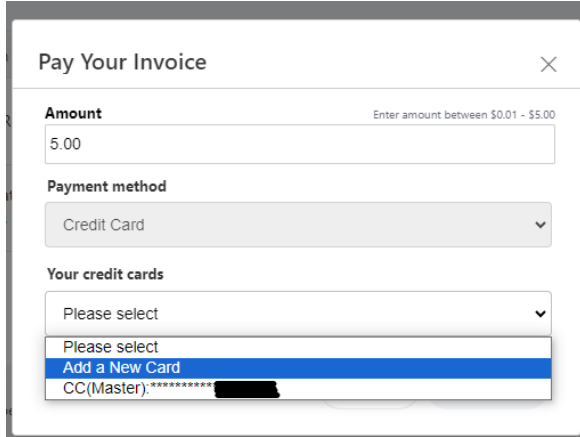 Pay Your Invoice
Amount
Enter amount between $0.01 - $5.00
5.00
Payment method
Credit Card
Your credit cards
Please select
Please select
Add a New Card
CC(Master):***********